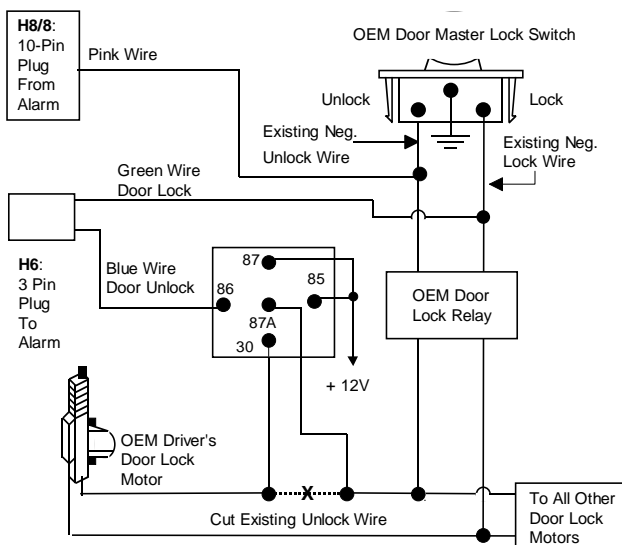 H8/8:
10-Pin
Plug
From
Alarm
Pink Wire
OEM Door Master Lock Switch
Unlock
Lock
Existing Neg.
Unlock Wire
Existing Neg.
Lock Wire
Green Wire
Door Lock
H6:
3 Pin
Plug
To
Alarm
Blue Wire
Door Unlock
87
86
85
87A
30
+ 12V
OEM Door
Lock Relay
OEM Driver's
Door Lock
Motor
X
Cut Existing Unlock Wire
To All Other
Door Lock
Motors